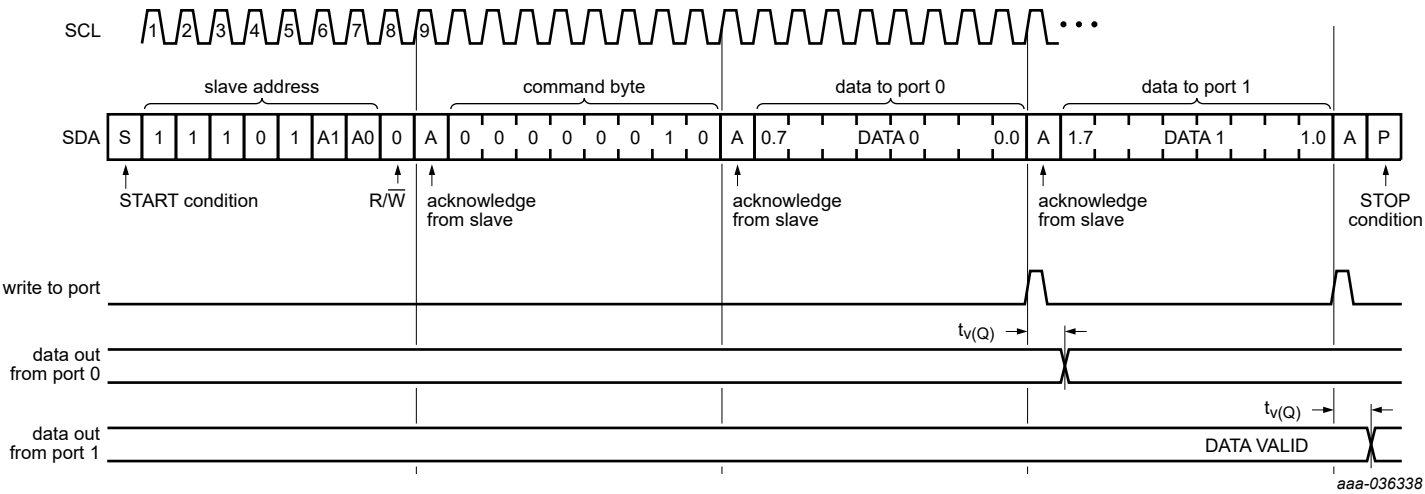 SCL 1 2 3 4 5 6 7 8 9 •••
slave address command byte data to port 0 data to port 1
SDA S 1 1 1 0 1 A1 A0 0 A 0 0 0 0 0 0 1 0 A 0.7 DATA 0 0.0 A 1.7 DATA 1 1.0 A P
START condition R/W̅ acknowledge acknowledge acknowledge STOP
from slave from slave from slave condition
write to port
tv(Q)
data out
from port 0
tv(Q)
data out
from port 1 DATA VALID
aaa-036338